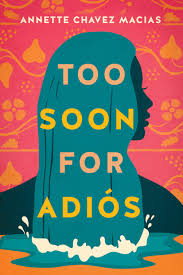 ANNETTE CHAVEZ MACIAS
TOO
SOON
FOR
ADIÓS